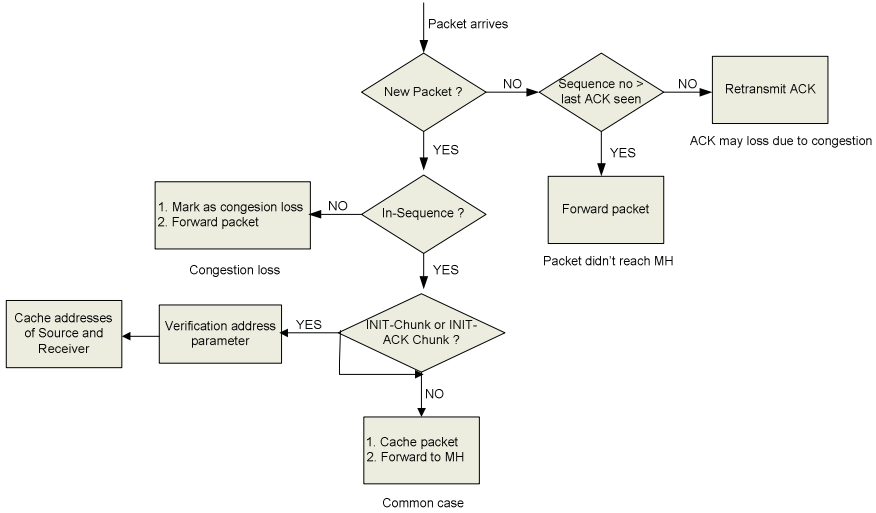 Packet arrives
New Packet ?
NO
Sequence no >
last ACK seen
NO
Retransmit ACK
ACK may loss due to congestion
YES
YES
1. Mark as congesion loss
2. Forward packet
NO
In-Sequence ?
Forward packet
Congestion loss
Packet didn't reach MH
YES
Cache addresses
of Source and
Receiver
Verification address
parameter
YES
INIT-Chunk or INIT-
ACK Chunk ?
NO
1. Cache packet
2. Forward to MH
Common case